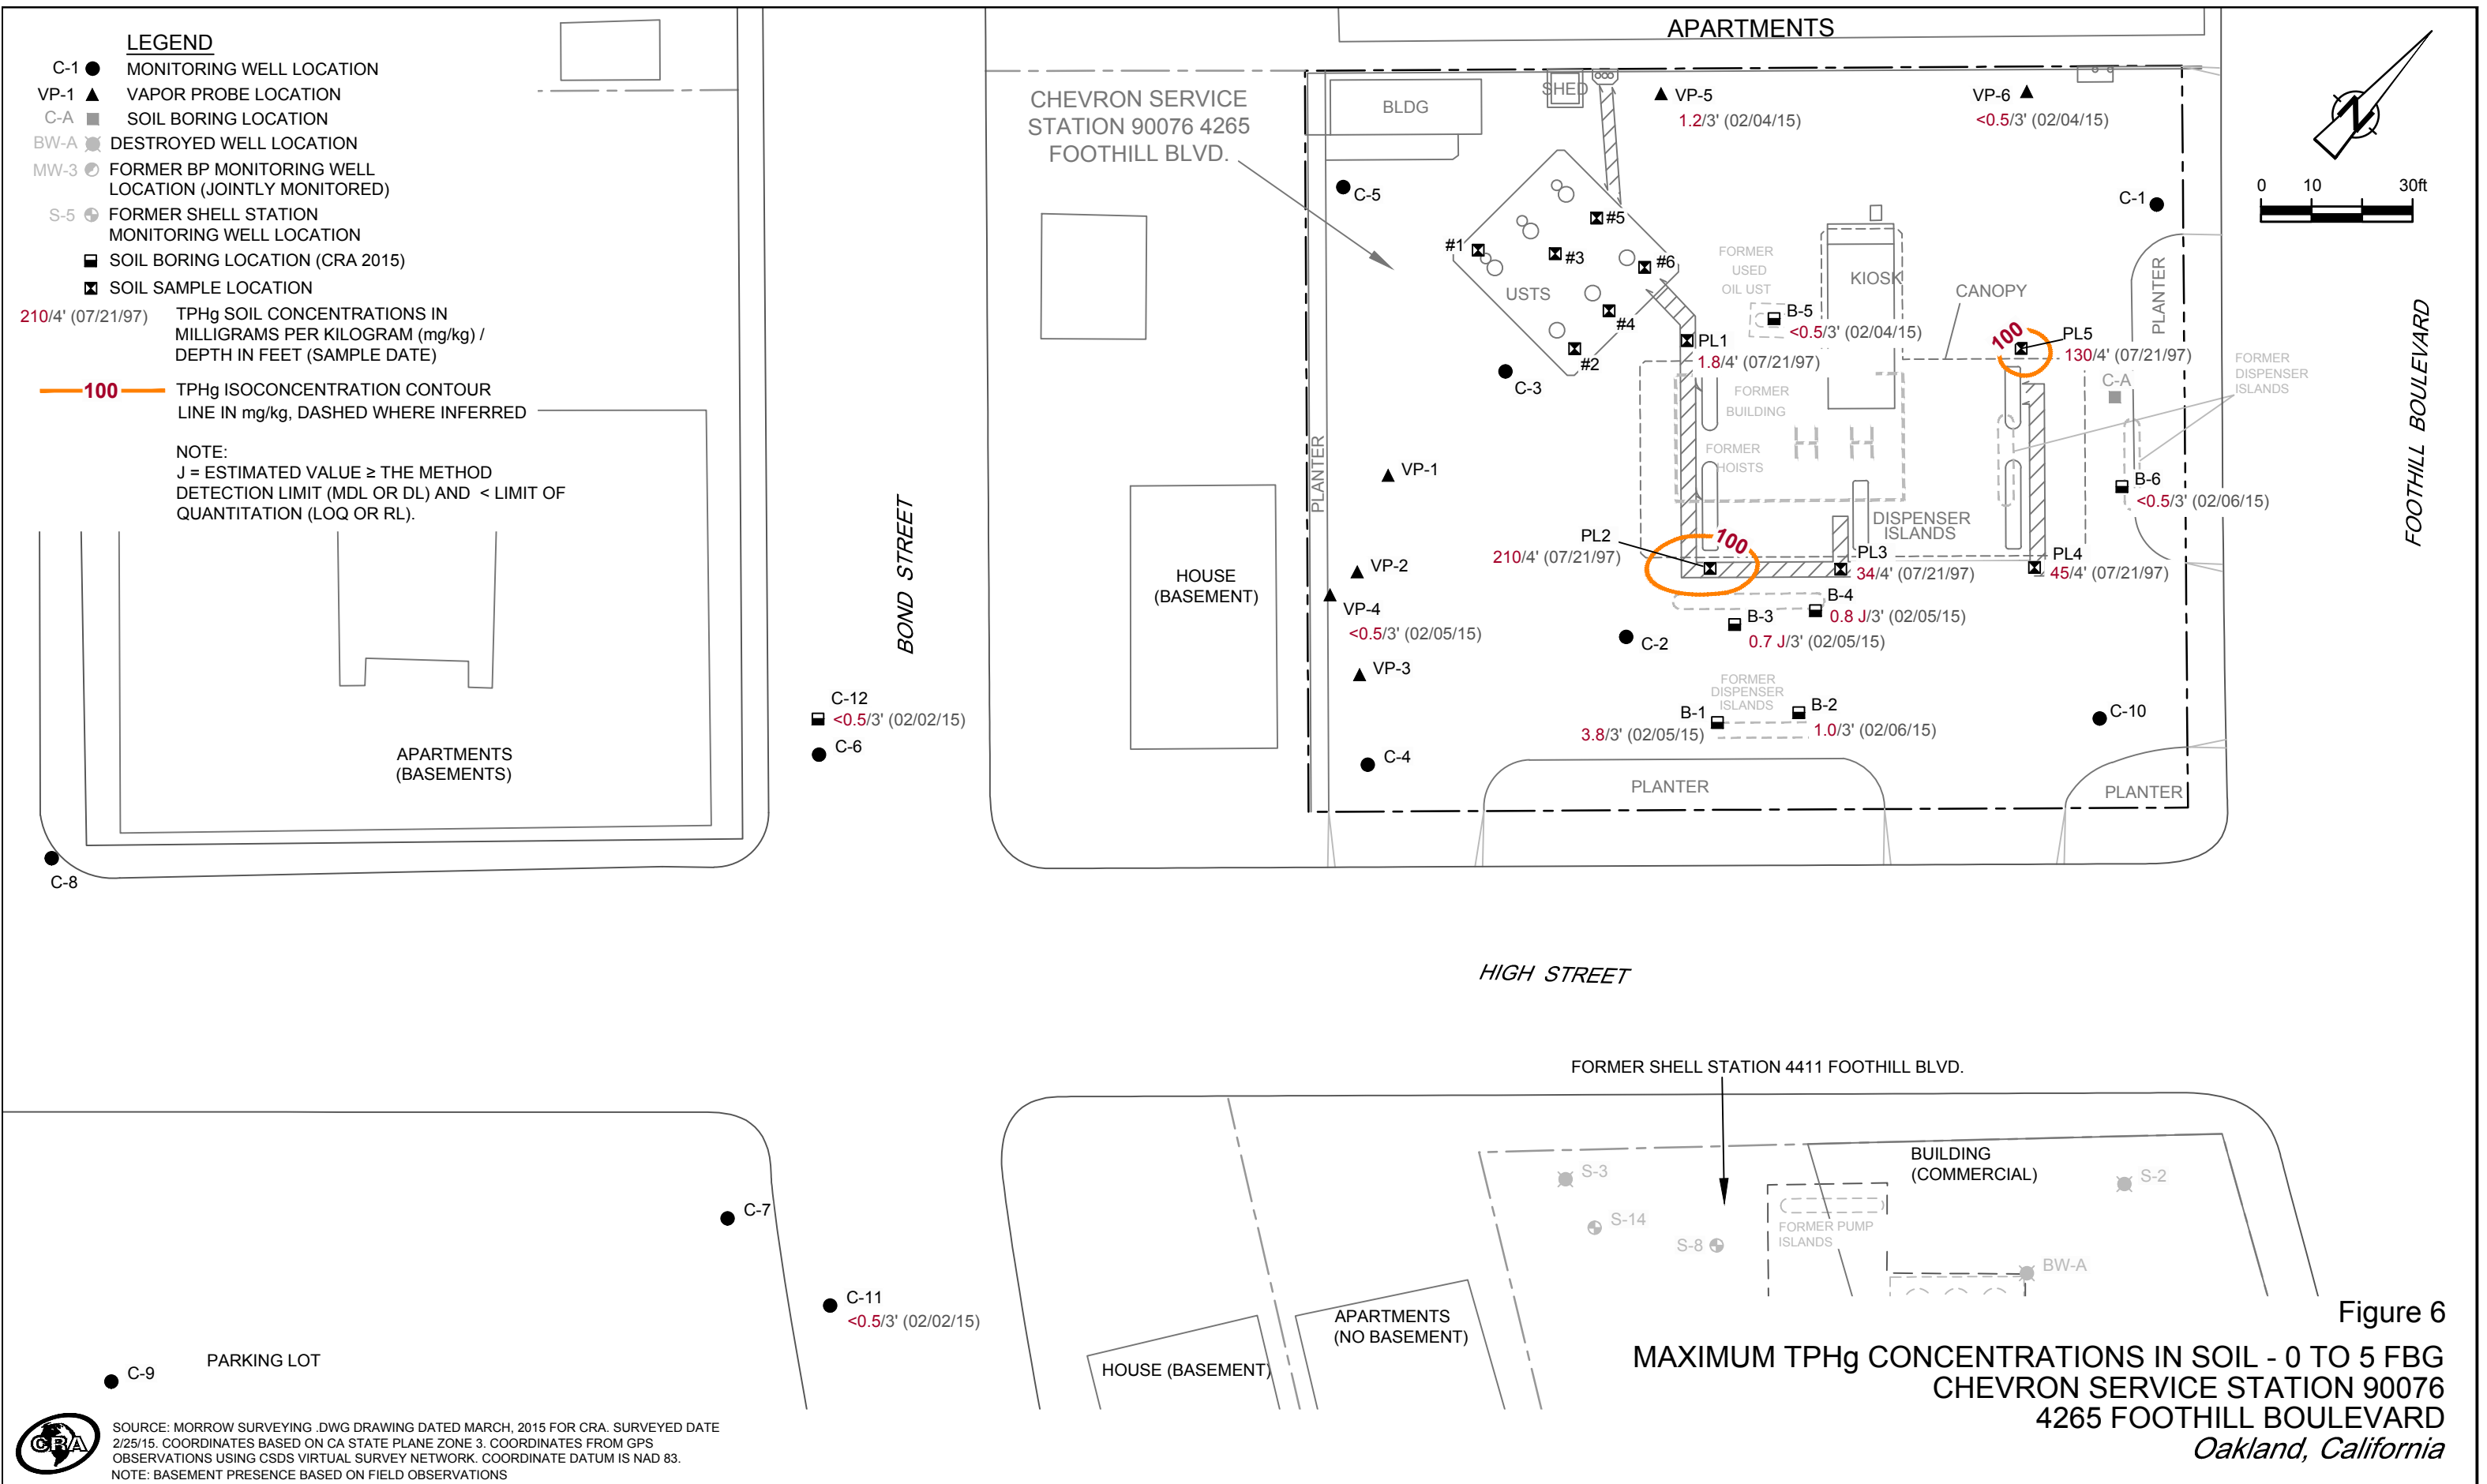 LEGEND
C-1 MONITORING WELL LOCATION
VP-1 VAPOR PROBE LOCATION
C-A SOIL BORING LOCATION
BW-A DESTROYED WELL LOCATION
MW-3 FORMER BP MONITORING WELL
LOCATION (JOINTLY MONITORED)
S-5 FORMER SHELL STATION
MONITORING WELL LOCATION
SOIL BORING LOCATION (CRA 2015)
SOIL SAMPLE LOCATION
210/4' (07/21/97) TPHg SOIL CONCENTRATIONS IN
MILLIGRAMS PER KILOGRAM (mg/kg) /
DEPTH IN FEET (SAMPLE DATE)
100 TPHg ISOCONCENTRATION CONTOUR
LINE IN mg/kg, DASHED WHERE INFERRED
NOTE:
J = ESTIMATED VALUE ≥ THE METHOD
DETECTION LIMIT (MDL OR DL) AND < LIMIT OF
QUANTITATION (LOQ OR RL).
APARTMENTS
(BASEMENTS)
C-8
BOND STREET
C-12
<0.5/3' (02/02/15)
C-6
HOUSE
(BASEMENT)
APARTMENTS
CHEVRON SERVICE
STATION 90076 4265
FOOTHILL BLVD.
BLDG
SHED
VP-5
1.2/3' (02/04/15)
VP-6
<0.5/3' (02/04/15)
N
0 10 30ft
C-5
C-1
#5
#1
#3
#6
USTS
#4
#2
FORMER
USED
OIL UST
KIOSK
CANOPY
PLANTER
FOOTHILL BOULEVARD
B-5
<0.5/3' (02/04/15)
PL1
1.8/4' (07/21/97)
100
PL5
130/4' (07/21/97)
FORMER
DISPENSER
ISLANDS
C-A
C-3
FORMER
BUILDING
FORMER
HOISTS
PLANTER
VP-1
B-6
<0.5/3' (02/06/15)
DISPENSER
ISLANDS
PL2
210/4' (07/21/97)
100
PL3
34/4' (07/21/97)
PL4
45/4' (07/21/97)
VP-2
VP-4
<0.5/3' (02/05/15)
B-4
0.8 J/3' (02/05/15)
B-3
0.7 J/3' (02/05/15)
C-2
VP-3
FORMER
DISPENSER
ISLANDS
B-1
3.8/3' (02/05/15)
B-2
1.0/3' (02/06/15)
C-10
C-4
PLANTER
PLANTER
HIGH STREET
FORMER SHELL STATION 4411 FOOTHILL BLVD.
BUILDING
(COMMERCIAL)
S-3
S-2
S-14
S-8
FORMER PUMP
ISLANDS
BW-A
C-7
C-11
<0.5/3' (02/02/15)
APARTMENTS
(NO BASEMENT)
HOUSE (BASEMENT)
PARKING LOT
C-9
Figure 6
MAXIMUM TPHg CONCENTRATIONS IN SOIL - 0 TO 5 FBG
CHEVRON SERVICE STATION 90076
4265 FOOTHILL BOULEVARD
Oakland, California
CRA
SOURCE: MORROW SURVEYING .DWG DRAWING DATED MARCH, 2015 FOR CRA. SURVEYED DATE
2/25/15. COORDINATES BASED ON CA STATE PLANE ZONE 3. COORDINATES FROM GPS
OBSERVATIONS USING CSDS VIRTUAL SURVEY NETWORK. COORDINATE DATUM IS NAD 83.
NOTE: BASEMENT PRESENCE BASED ON FIELD OBSERVATIONS